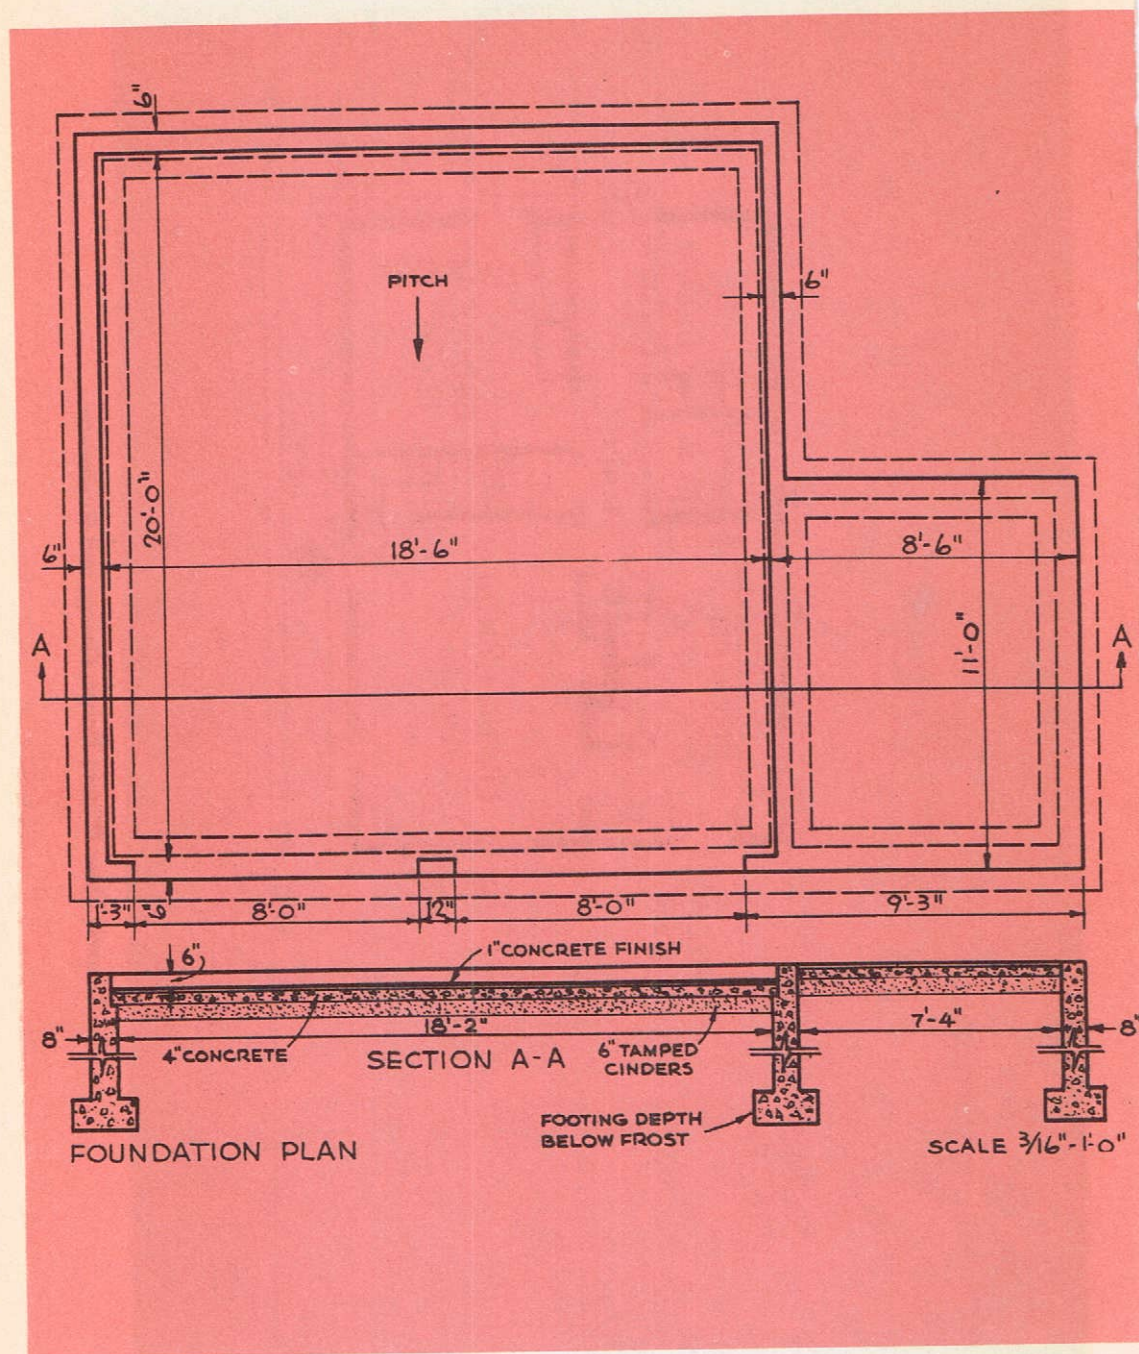 6"
PITCH
6"
20'-0"
6"
18'-6"
8'-6"
11'-0"
A
A
1'-3"
6"
8'-0"
12"
8'-0"
9'-3"
6"
1" CONCRETE FINISH
8"
18'-2"
7'-4"
8"
4" CONCRETE
SECTION A-A
6" TAMPED
CINDERS
FOOTING DEPTH
BELOW FROST
FOUNDATION PLAN
SCALE 3/16"-1'-0"